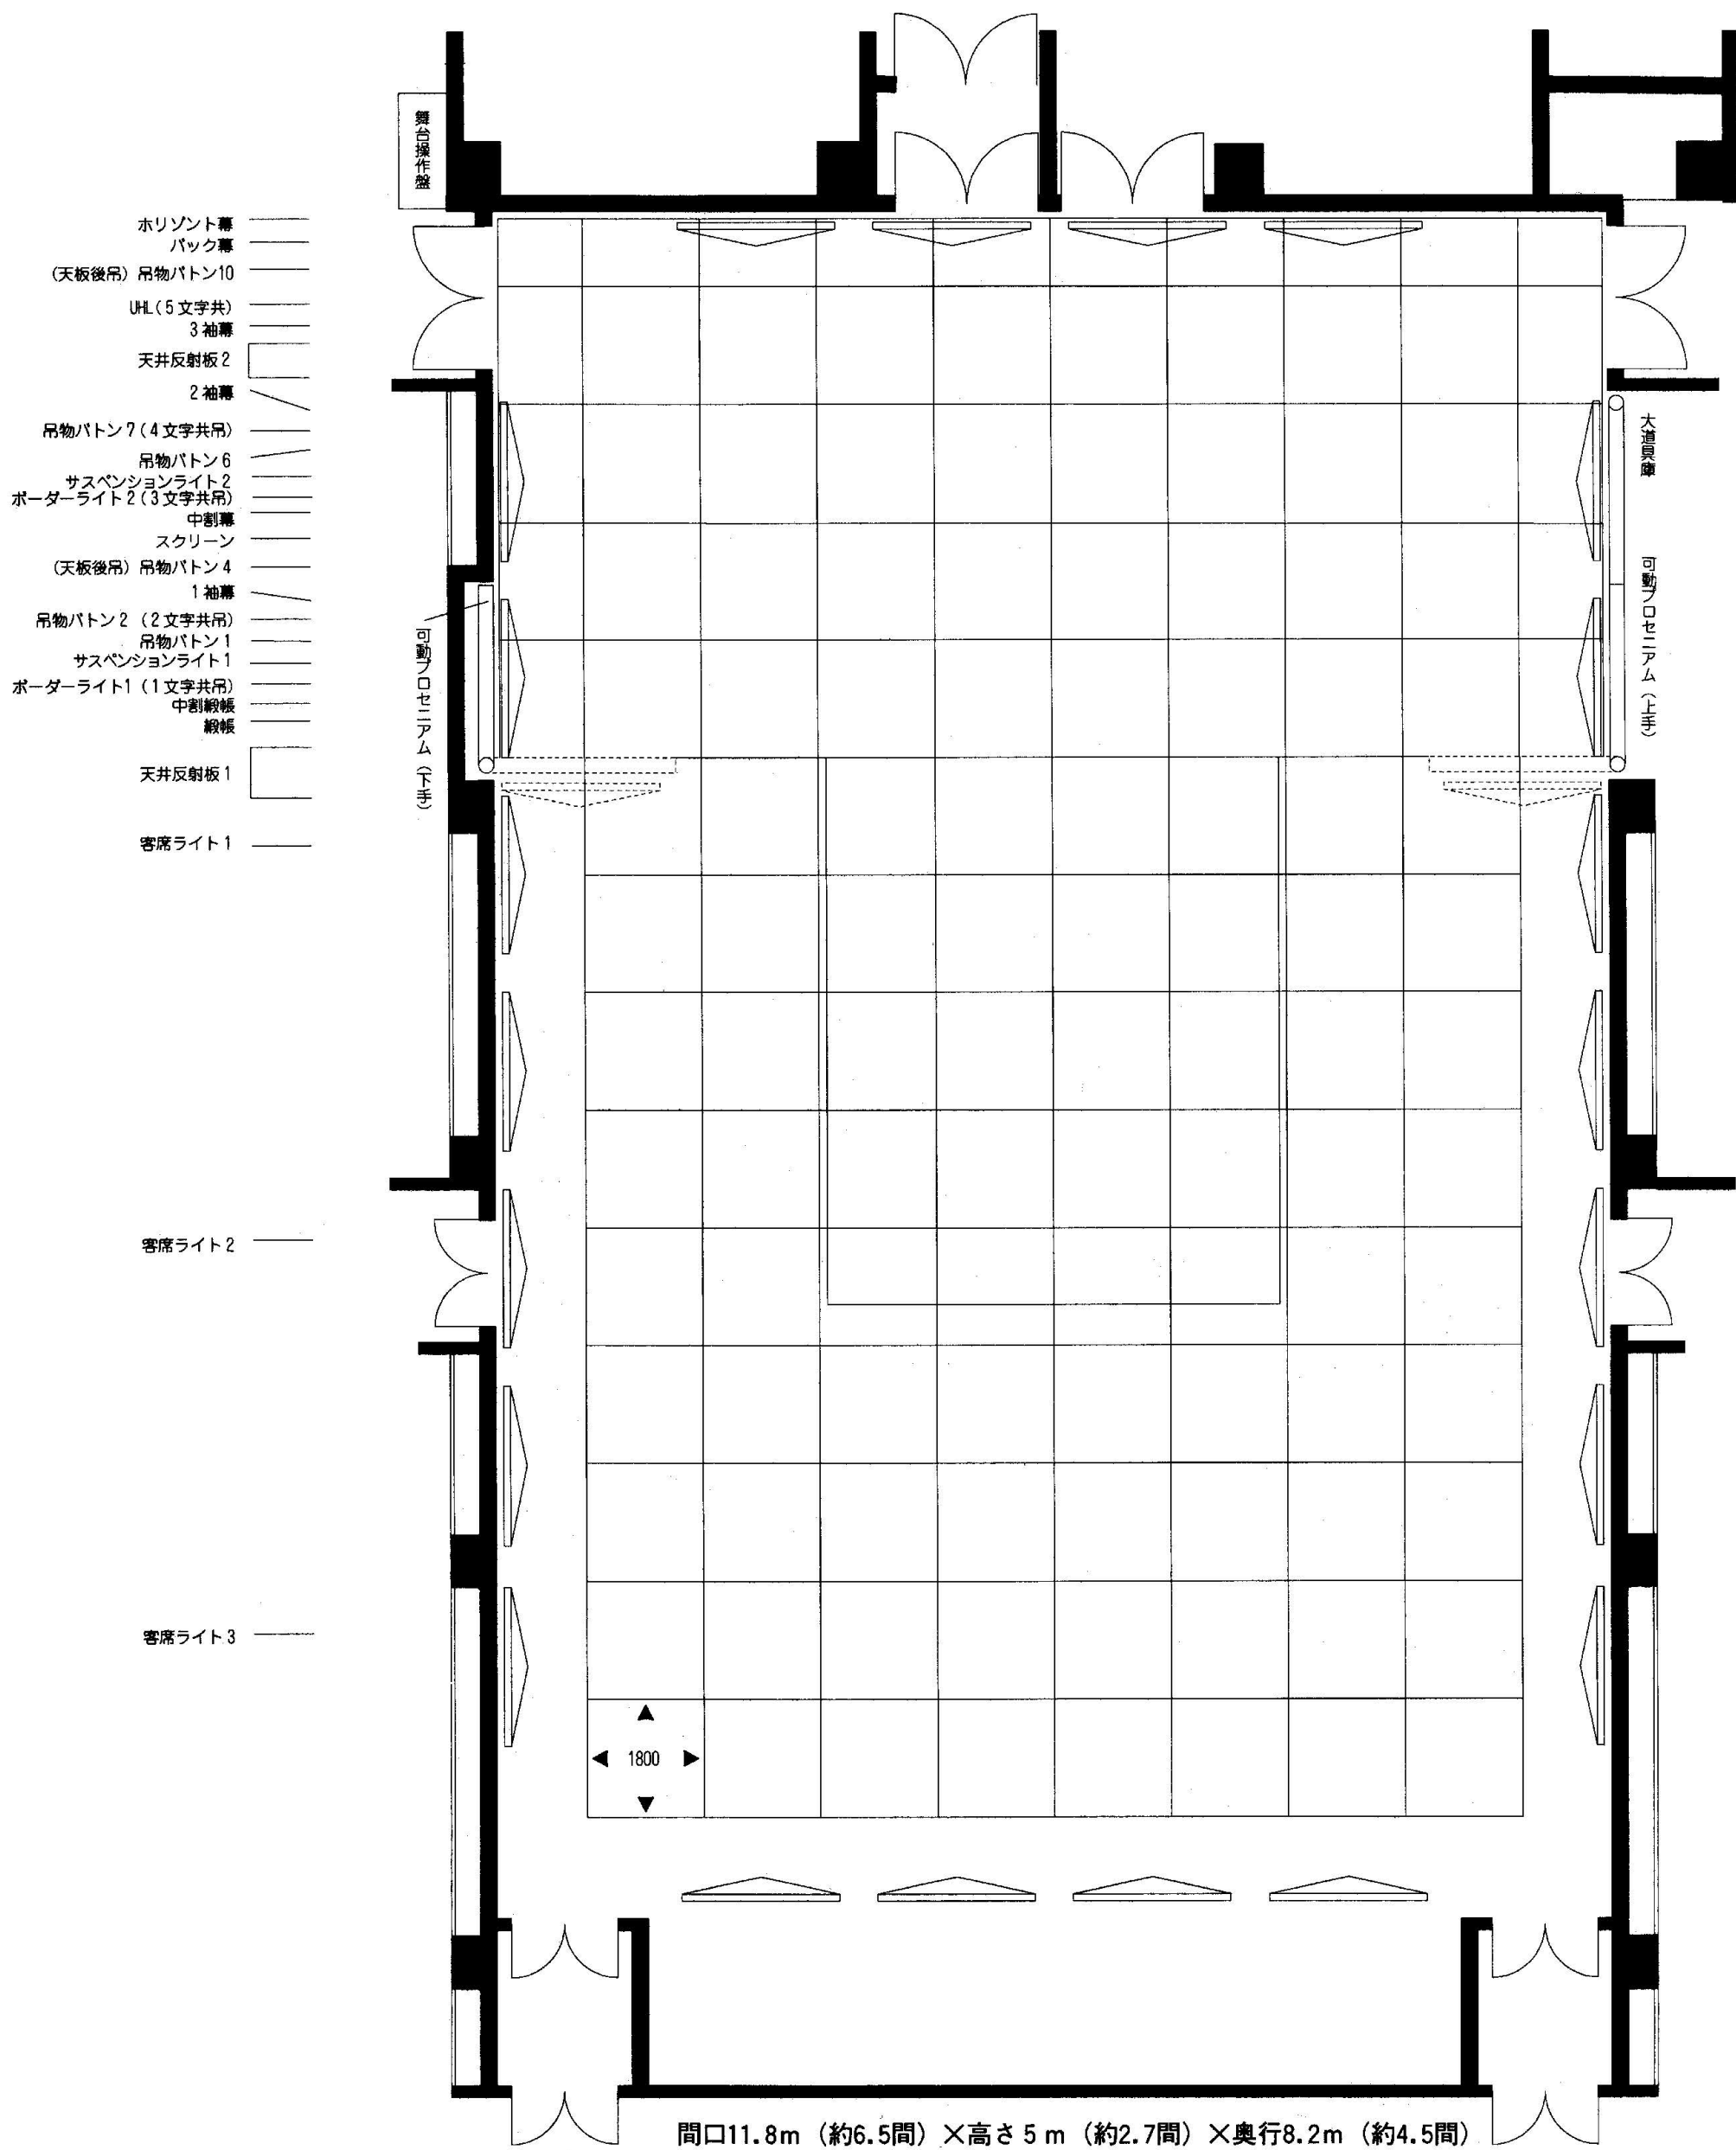 舞台操作盤
ホリゾント幕
バック幕
(天板後吊) 吊物バトン10
UHL(5文字共)
3袖幕
天井反射板2
2袖幕
吊物バトン7(4文字共吊)
吊物バトン6
サスペンションライト2
ボーダーライト2(3文字共吊)
中割幕
スクリーン
(天板後吊) 吊物バトン4
1袖幕
吊物バトン2 (2文字共吊)
吊物バトン1
サスペンションライト1
ボーダーライト1 (1文字共吊)
中割緞帳
緞帳
天井反射板1
客席ライト1
客席ライト2
客席ライト3
可動プロセニアム (下手)
大道具庫
可動プロセニアム (上手)
1800
間口11.8m (約6.5間) ×高さ5m (約2.7間) ×奥行8.2m (約4.5間)